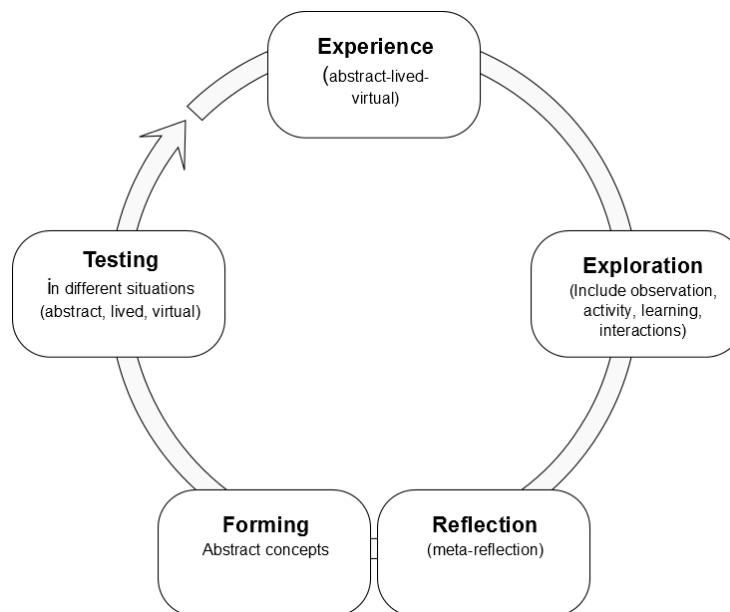 Experience
(abstract-lived-
virtual)
Exploration
(Include observation,
activity, learning,
interactions)
Testing
in different situations
(abstract, lived, virtual)
Forming
Abstract concepts
Reflection
(meta-reflection)